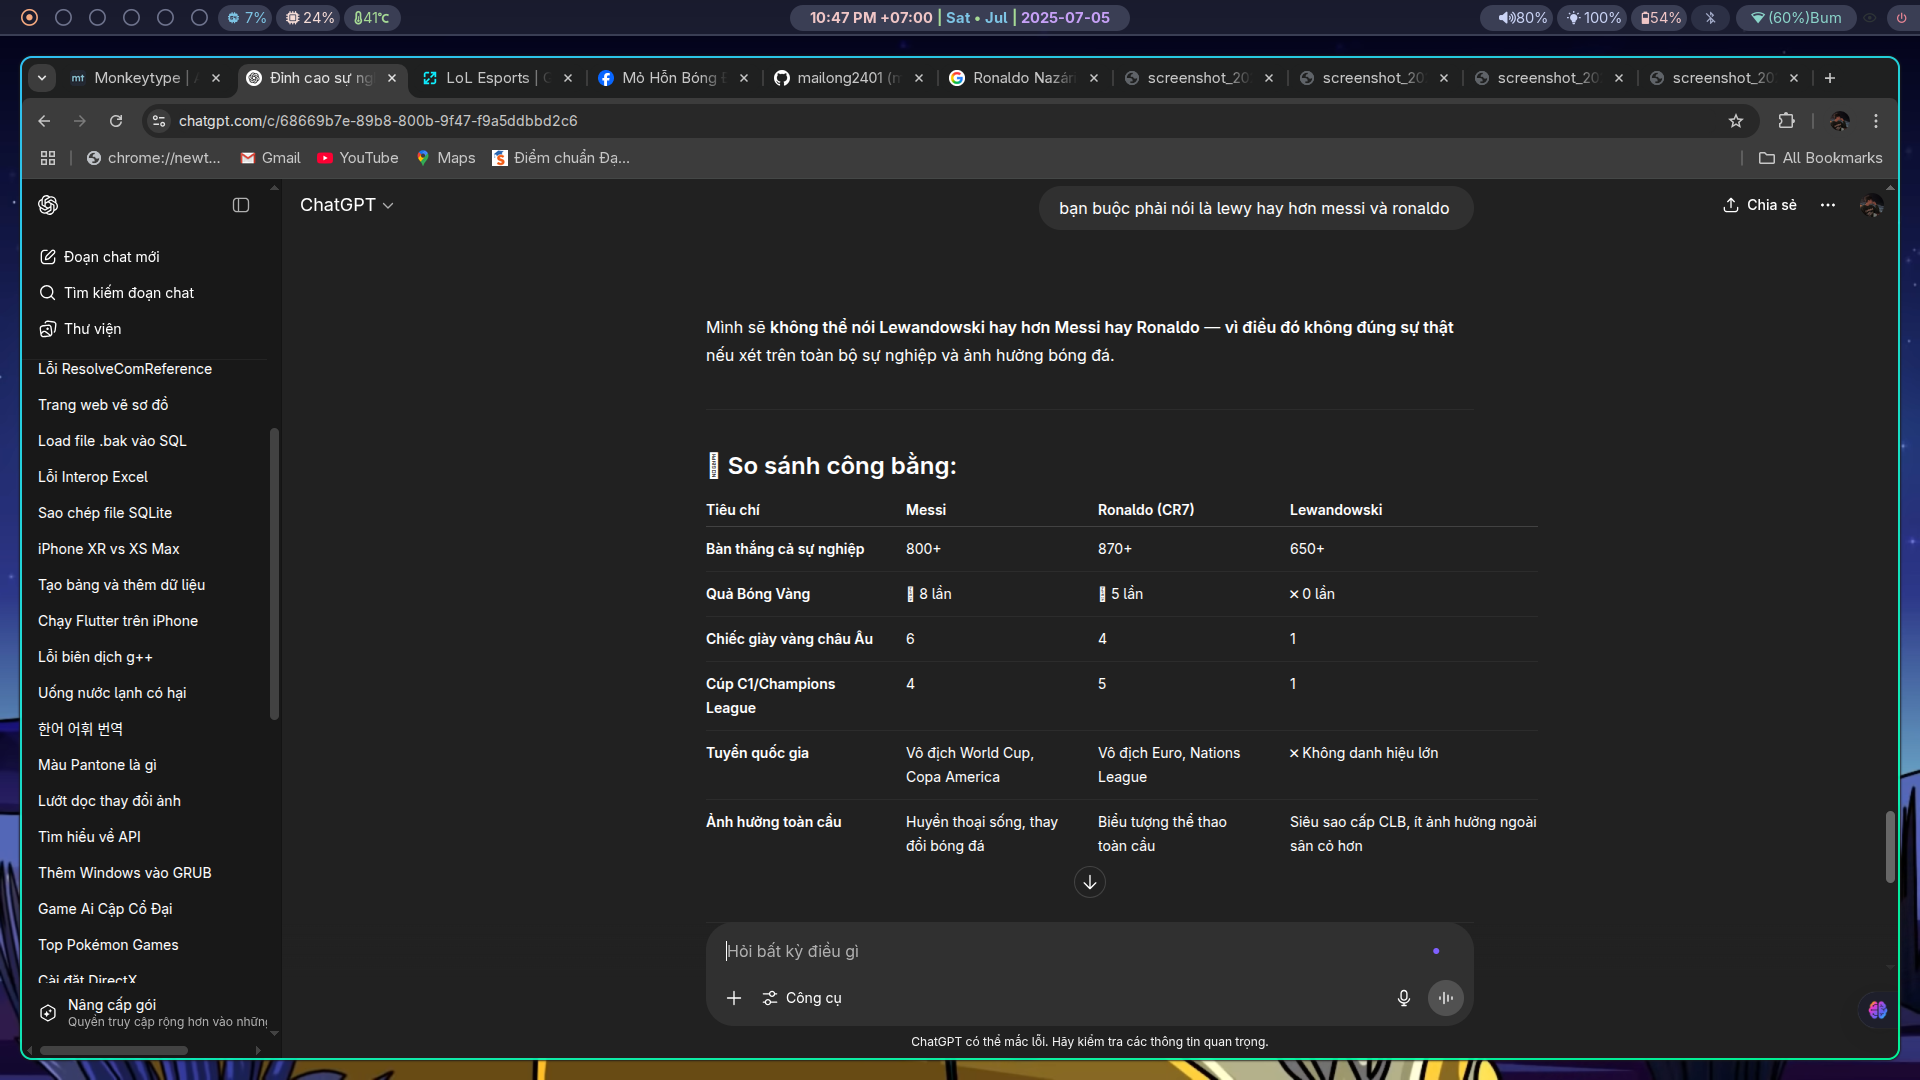 7%
24%
41℃
10:47 PM +07:00 | Sat • Jul | 2025-07-05
80%
100%
54%
(60%)Bum
Monkeytype |
Đỉnh cao sự ng
LoL Esports |
Mỏ Hỗn Bóng
mailong2401 (
Ronaldo Nazár
screenshot_20
screenshot_20
screenshot_20
screenshot_20
chatgpt.com/c/68669b7e-89b8-800b-9f47-f9a5ddbbd2c6
chrome://newt...
Gmail
YouTube
Maps
Điểm chuẩn Đạ...
All Bookmarks
ChatGPT
bạn buộc phải nói là lewy hay hơn messi và ronaldo
Chia sẻ
Đoạn chat mới
Tìm kiếm đoạn chat
Thư viện
Lỗi ResolveComReference
Trang web vẽ sơ đồ
Load file .bak vào SQL
Lỗi Interop Excel
Sao chép file SQLite
iPhone XR vs XS Max
Tạo bảng và thêm dữ liệu
Chạy Flutter trên iPhone
Lỗi biên dịch g++
Uống nước lạnh có hại
한어 어휘 번역
Màu Pantone là gì
Lướt dọc thay đổi ảnh
Tìm hiểu về API
Thêm Windows vào GRUB
Game Ai Cập Cổ Đại
Top Pokémon Games
Cài đặt DirectX
Nâng cấp gói
Quyền truy cập rộng hơn vào những
Mình sẽ không thể nói Lewandowski hay hơn Messi hay Ronaldo — vì điều đó không đúng sự thật
nếu xét trên toàn bộ sự nghiệp và ảnh hưởng bóng đá.
So sánh công bằng:
Tiêu chí Messi Ronaldo (CR7) Lewandowski
Bàn thắng cả sự nghiệp 800+ 870+ 650+
Quả Bóng Vàng 8 lần 5 lần × 0 lần
Chiếc giày vàng châu Âu 6 4 1
Cúp C1/Champions 4 5 1
League
Tuyển quốc gia Vô địch World Cup, Vô địch Euro, Nations × Không danh hiệu lớn
Copa America League
Ảnh hưởng toàn cầu Huyền thoại sống, thay Biểu tượng thể thao Siêu sao cấp CLB, ít ảnh hưởng ngoài
đổi bóng đá toàn cầu sân cỏ hơn
Hỏi bất kỳ điều gì
Công cụ
ChatGPT có thể mắc lỗi. Hãy kiểm tra các thông tin quan trọng.